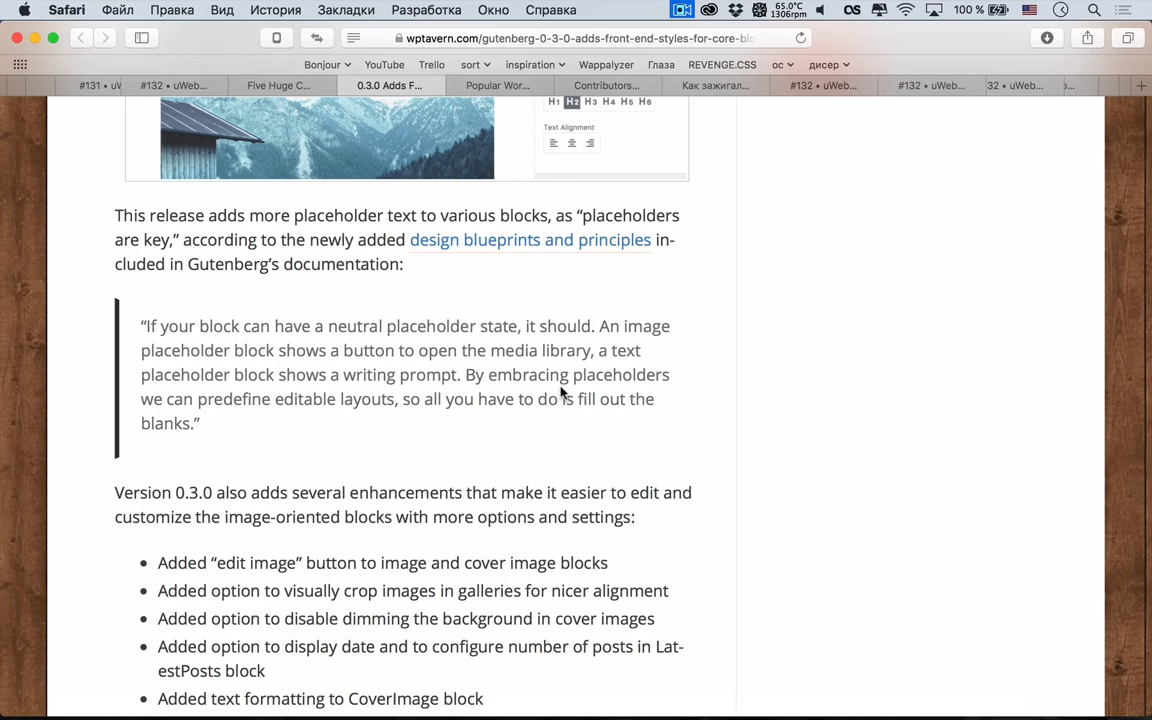 Safari Файл Правка Вид История Закладки Разработка Окно Справка 65.0°C 1306rpm 100 %
wptavern.com/gutenberg-0-3-0-adds-front-end-styles-for-core-blo
Bonjour YouTube Trello sort inspiration Wappalyzer Глаза REVENGE.CSS ос дисер
#131 • uV #132 • uWeb... Five Huge C... 0.3.0 Adds F... Popular Wor... Contributors... Как зажигал... #132 • uWeb... #132 • uWeb... 32 • uWeb...
H1 H2 H3 H4 H5 H6
Text Alignment
This release adds more placeholder text to various blocks, as “placeholders
are key,” according to the newly added design blueprints and principles in-
cluded in Gutenberg’s documentation:
“If your block can have a neutral placeholder state, it should. An image
placeholder block shows a button to open the media library, a text
placeholder block shows a writing prompt. By embracing placeholders
we can predefine editable layouts, so all you have to do is fill out the
blanks.”
Version 0.3.0 also adds several enhancements that make it easier to edit and
customize the image-oriented blocks with more options and settings:
• Added “edit image” button to image and cover image blocks
• Added option to visually crop images in galleries for nicer alignment
• Added option to disable dimming the background in cover images
• Added option to display date and to configure number of posts in Lat-
estPosts block
• Added text formatting to CoverImage block